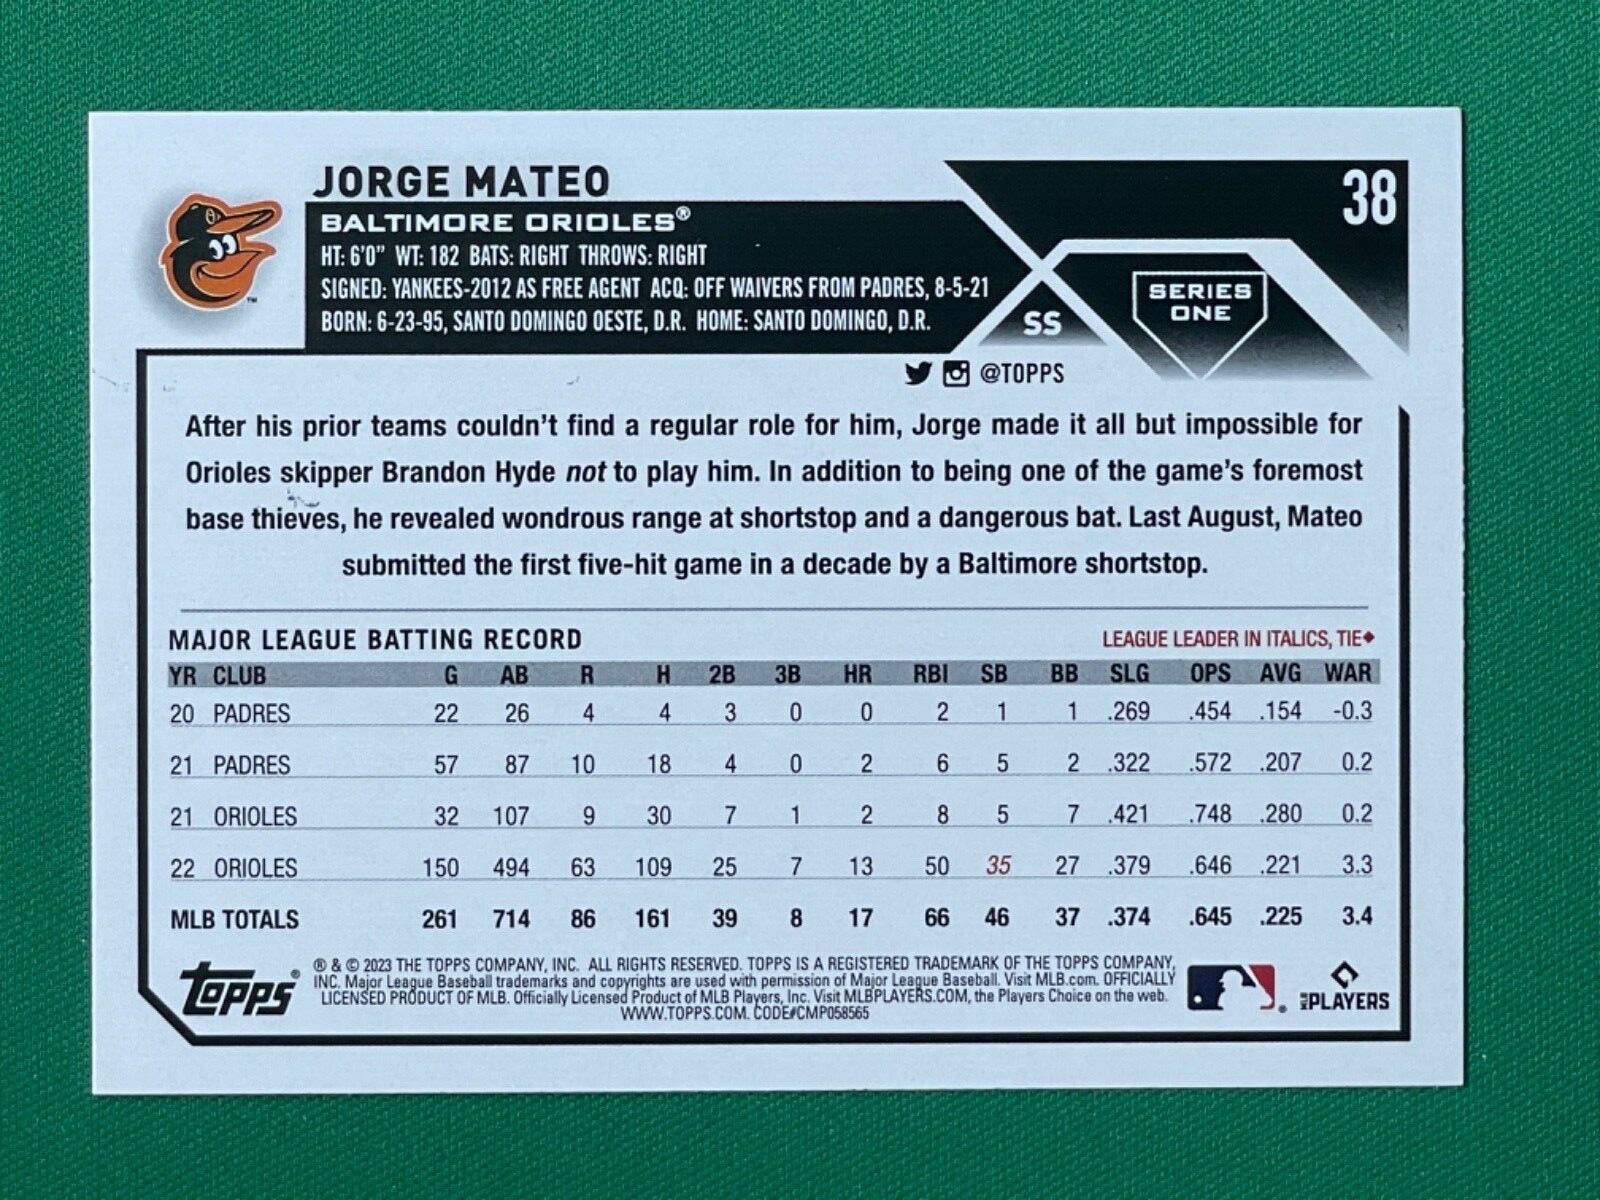 JORGE MATEO
38
BALTIMORE ORIOLES®
HT: 6'0" WT: 182 BATS: RIGHT THROWS: RIGHT
SIGNED: YANKEES-2012 AS FREE AGENT ACQ: OFF WAIVERS FROM PADRES, 8-5-21
BORN: 6-23-95, SANTO DOMINGO OESTE, D.R. HOME: SANTO DOMINGO, D.R.
SS
SERIES
ONE
@TOPPS
After his prior teams couldn't find a regular role for him, Jorge made it all but impossible for
Orioles skipper Brandon Hyde not to play him. In addition to being one of the game's foremost
base thieves, he revealed wondrous range at shortstop and a dangerous bat. Last August, Mateo
submitted the first five-hit game in a decade by a Baltimore shortstop.
MAJOR LEAGUE BATTING RECORD
LEAGUE LEADER IN ITALICS, TIE♦
YR CLUB G AB R H 2B 3B HR RBI SB BB SLG OPS AVG WAR
20 PADRES 22 26 4 4 3 0 0 2 1 1 .269 .454 .154 -0.3
21 PADRES 57 87 10 18 4 0 2 6 5 2 .322 .572 .207 0.2
21 ORIOLES 32 107 9 30 7 1 2 8 5 7 .421 .748 .280 0.2
22 ORIOLES 150 494 63 109 25 7 13 50 35 27 .379 .646 .221 3.3
MLB TOTALS 261 714 86 161 39 8 17 66 46 37 .374 .645 .225 3.4
Topps®
® & © 2023 THE TOPPS COMPANY, INC. ALL RIGHTS RESERVED. TOPPS IS A REGISTERED TRADEMARK OF THE TOPPS COMPANY,
INC. Major League Baseball trademarks and copyrights are used with permission of Major League Baseball. Visit MLB.com. OFFICIALLY
LICENSED PRODUCT OF MLB. Officially Licensed Product of MLB Players, Inc. Visit MLBPLAYERS.COM, the Players Choice on the web.
WWW.TOPPS.COM. CODE#CMP058565
MLB PLAYERS